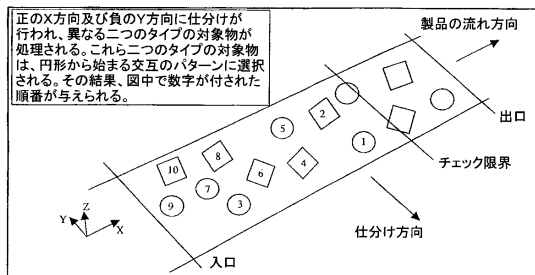 正のX方向及び負のY方向に仕分けが
行われ、異なる二つのタイプの対象物が
処理される。これら二つのタイプの対象物
は、円形から始まる交互のパターンに選択
される。その結果、図中で数字が付された
順番が与えられる。
製品の流れ方向
出口
チェック限界
仕分け方向
入口
2
5
1
10
8
6
4
7
9
3
Z
Y
X